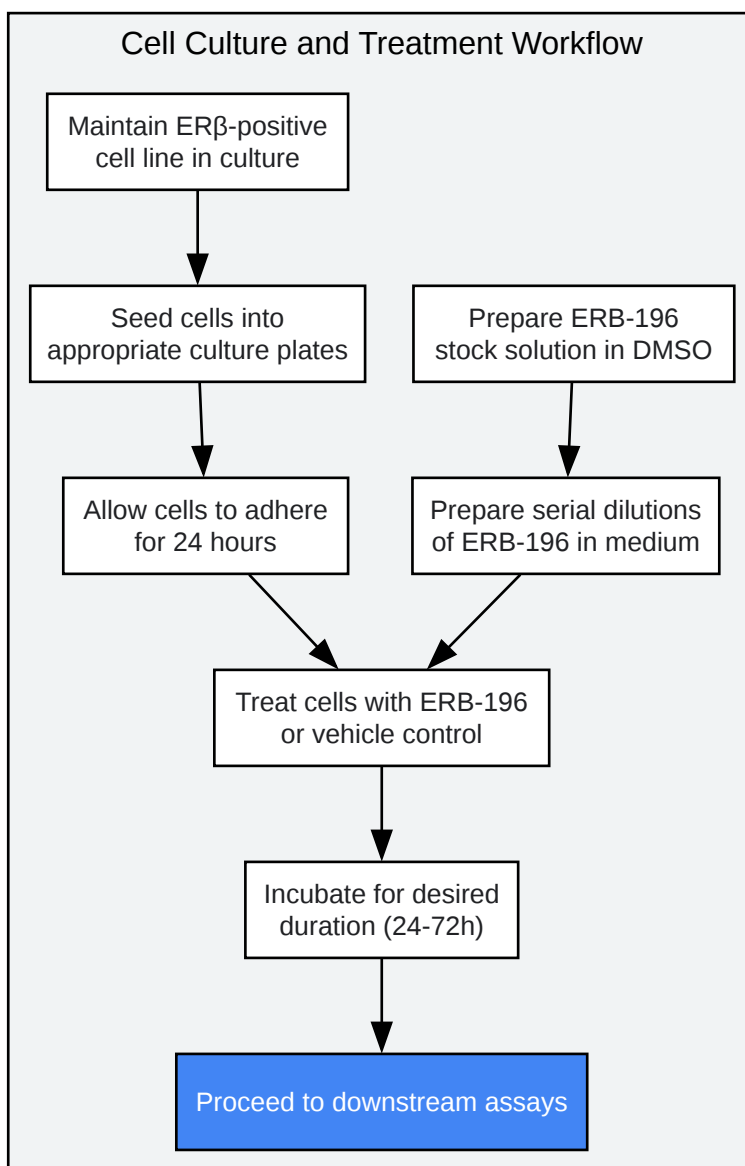 Cell Culture and Treatment Workflow
Maintain ERβ-positive
cell line in culture
Seed cells into
appropriate culture plates
Prepare ERB-196
stock solution in DMSO
Allow cells to adhere
for 24 hours
Prepare serial dilutions
of ERB-196 in medium
Treat cells with ERB-196
or vehicle control
Incubate for desired
duration (24-72h)
Proceed to downstream assays